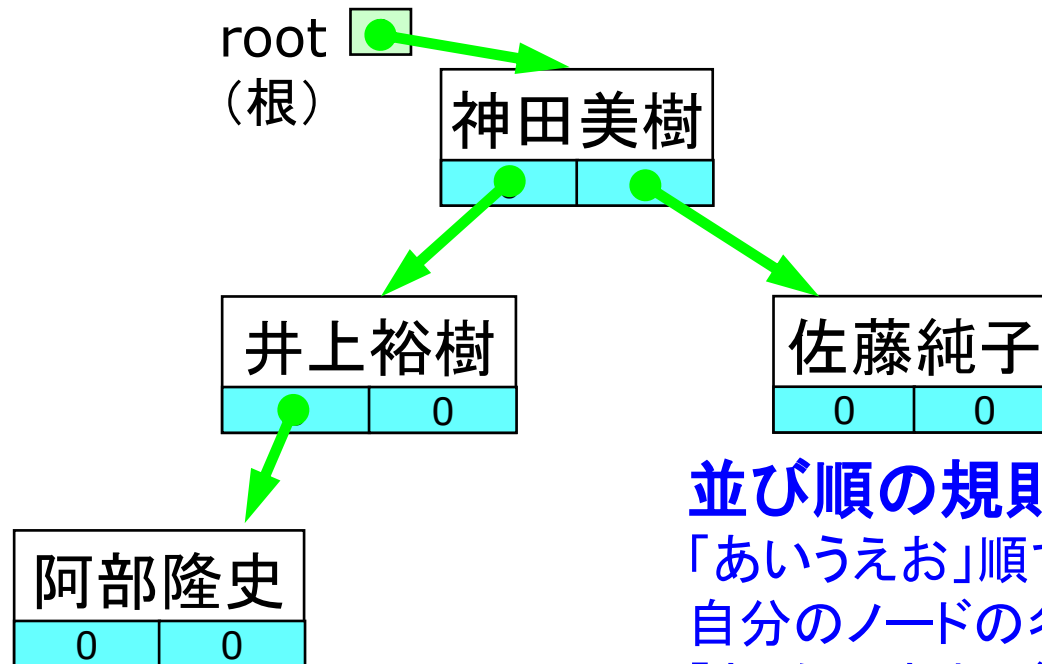 root
（根）
神田美樹
井上裕樹
0
佐藤純子
0 0
阿部隆史
0 0
並び順の規則
「あいうえお」順
自分のノードの